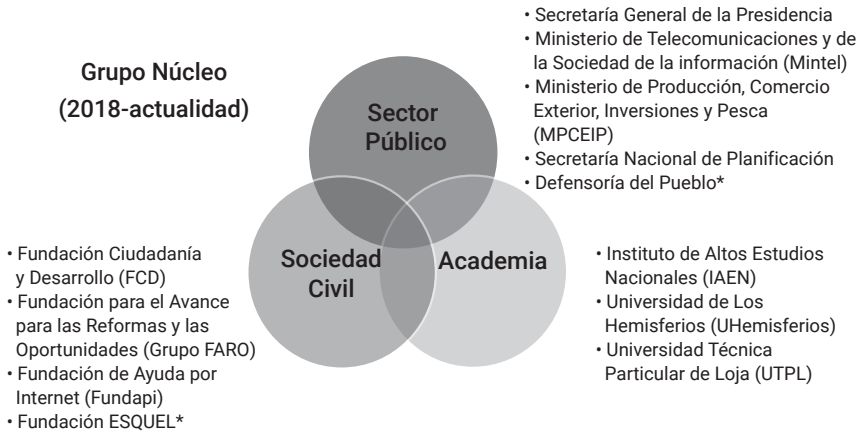 Grupo Núcleo
(2018-actualidad)
Sector
Público
• Secretaría General de la Presidencia
• Ministerio de Telecomunicaciones y de
la Sociedad de la información (Mintel)
• Ministerio de Producción, Comercio
Exterior, Inversiones y Pesca
(MPCEIP)
• Secretaría Nacional de Planificación
• Defensoría del Pueblo*
• Fundación Ciudadanía
y Desarrollo (FCD)
• Fundación para el Avance
para las Reformas y las
Oportunidades (Grupo FARO)
• Fundación de Ayuda por
Internet (Fundapi)
• Fundación ESQUEL*
Sociedad
Civil
Academia
• Instituto de Altos Estudios
Nacionales (IAEN)
• Universidad de Los
Hemisferios (UHemisferios)
• Universidad Técnica
Particular de Loja (UTPL)